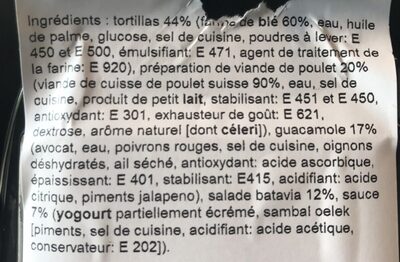 Ingrédients : tortillas 44% (farine de blé 60%, eau, huile
de palme, glucose, sel de cuisine, poudres à lever: E
450 et E 500, émulsifiant: E 471, agent de traitement de
la farine: E 920), préparation de viande de poulet 20%
(viande de cuisse de poulet suisse 90%, eau, sel de
cuisine, produit de petit lait, stabilisant: E 451 et E 450,
antioxydant: E 301, exhausteur de goût: E 621,
dextrose, arôme naturel [dont céleri]), guacamole 17%
(avocat, eau, poivrons rouges, sel de cuisine, oignons
déshydratés, ail séché, antioxydant: acide ascorbique,
épaississant: E 401, stabilisant: E415, acidifiant: acide
citrique, piments jalapeno), salade batavia 12%, sauce
7% (yogourt partiellement écrémé, sambal oelek
[piments, sel de cuisine, acidifiant: acide acétique,
conservateur: E 202]).